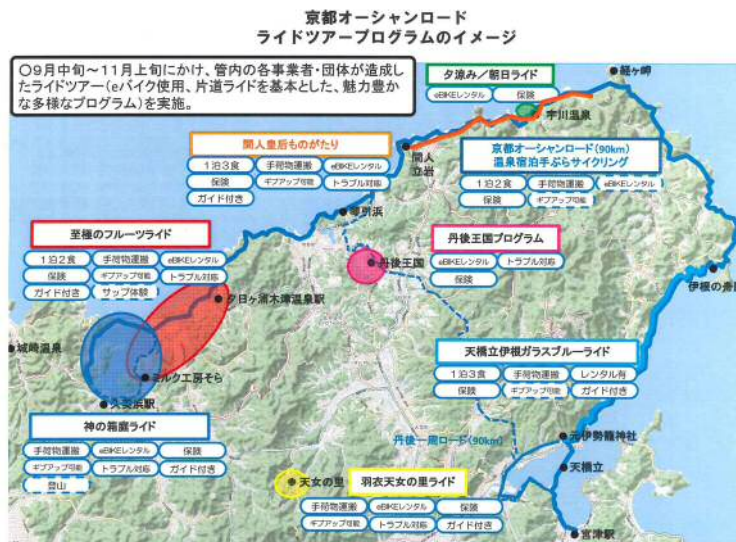 京都オーシャンロード
ライドツアープログラムのイメージ
○9月中旬～11月上旬にかけ、管内の各事業者・団体が造成し
たライドツアー(eバイク使用、片道ライドを基本とした、魅力豊か
な多様なプログラム)を実施。
夕涼み／朝日ライド
eBIKEレンタル 保険
経ヶ岬
宇川温泉
間人皇后ものがたり
1泊3食 手荷物運搬 eBIKEレンタル
保険 ギブアップ可能 トラブル対応
ガイド付き
間人
立岩
京都オーシャンロード(90km)
温泉宿泊手ぶらサイクリング
1泊2食 手荷物運搬 eBIKEレンタル
保険 ギブアップ可能
琴引浜
至極のフルーツライド
1泊2食 手荷物運搬 eBIKEレンタル
保険 ギブアップ可能 トラブル対応
ガイド付き サップ体験
丹後王国プログラム
eBIKEレンタル トラブル対応
保険
丹後王国
伊根の舟屋
夕日ヶ浦木津温泉駅
城崎温泉
ミルク工房そら
久美浜駅
天橋立伊根ガラスブルーライド
1泊3食 手荷物運搬 レンタル有
保険 ギブアップ可能 ガイド付き
神の箱庭ライド
手荷物運搬 eBIKEレンタル 保険
ギブアップ可能 トラブル対応 ガイド付き
登山
丹後一周ロード(90km)
元伊勢籠神社
天橋立
天女の里
羽衣天女の里ライド
手荷物運搬 eBIKEレンタル 保険
ギブアップ可能 トラブル対応 ガイド付き
宮津駅